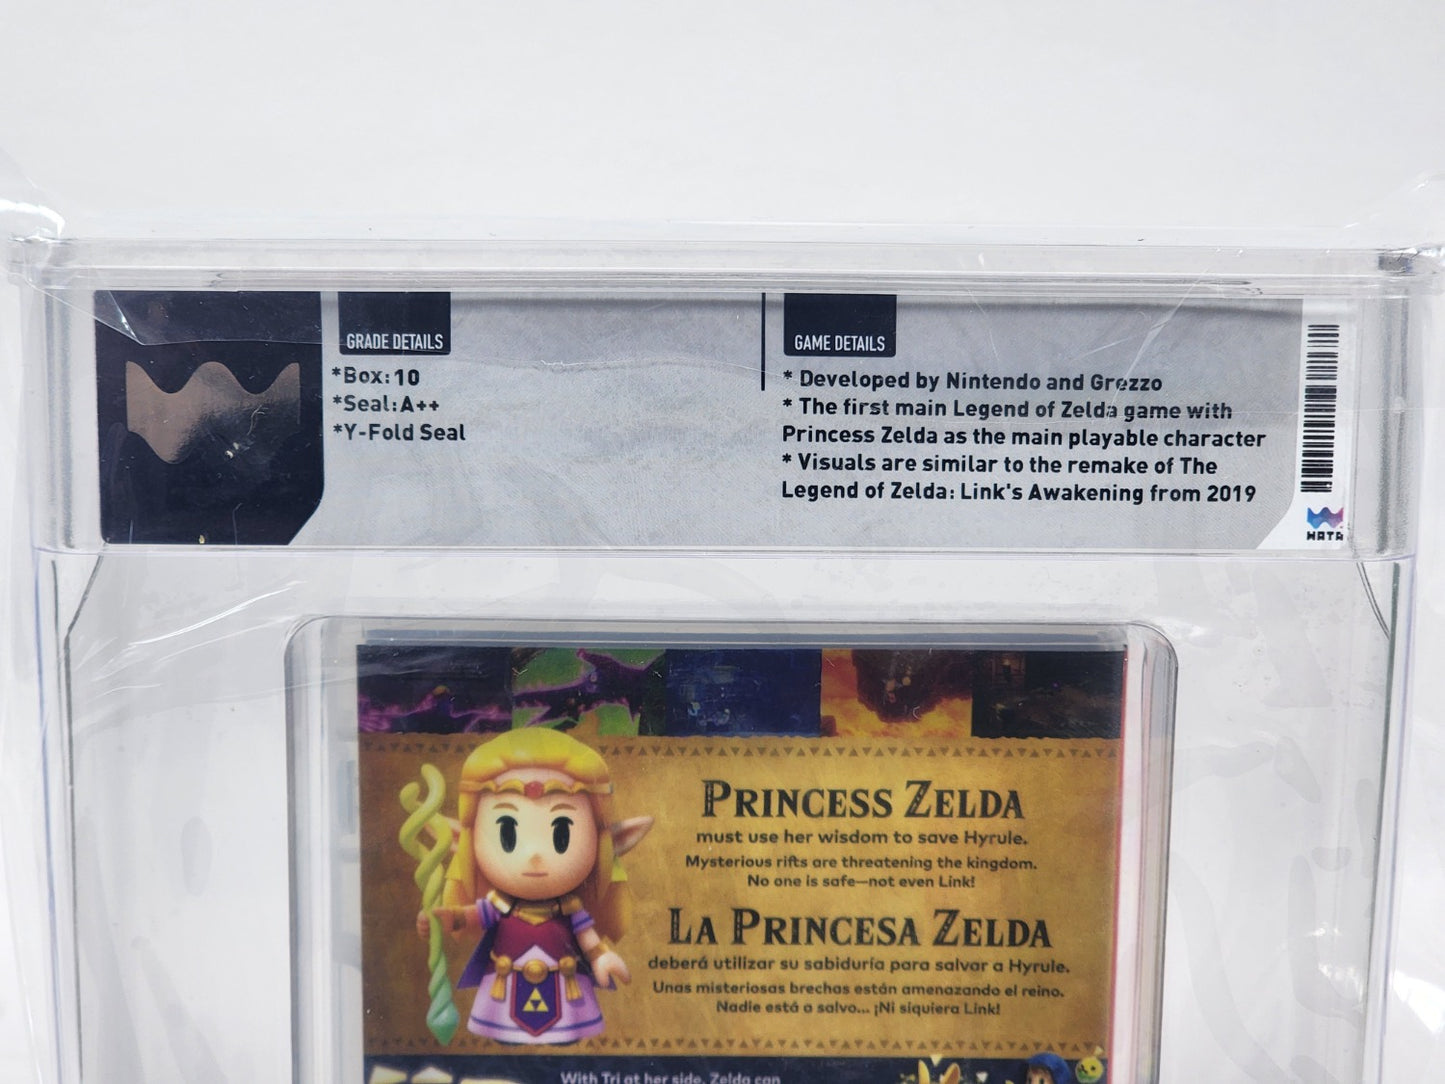 GRADE DETAILS
*Box: 10
*Seal: A++
*Y-Fold Seal
GAME DETAILS
* Developed by Nintendo and Grezzo
* The first main Legend of Zelda game with
Princess Zelda as the main playable character
* Visuals are similar to the remake of The
Legend of Zelda: Link's Awakening from 2019
WATA
PRINCESS ZELDA
must use her wisdom to save Hyrule.
Mysterious rifts are threatening the kingdom.
No one is safe—not even Link!
LA PRINCESA ZELDA
deberá utilizar su sabiduría para salvar a Hyrule.
Unas misteriosas brechas están amenazando el reino.
Nadie está a salvo... ¡Ni siquiera Link!
With Tri at her side, Zelda can